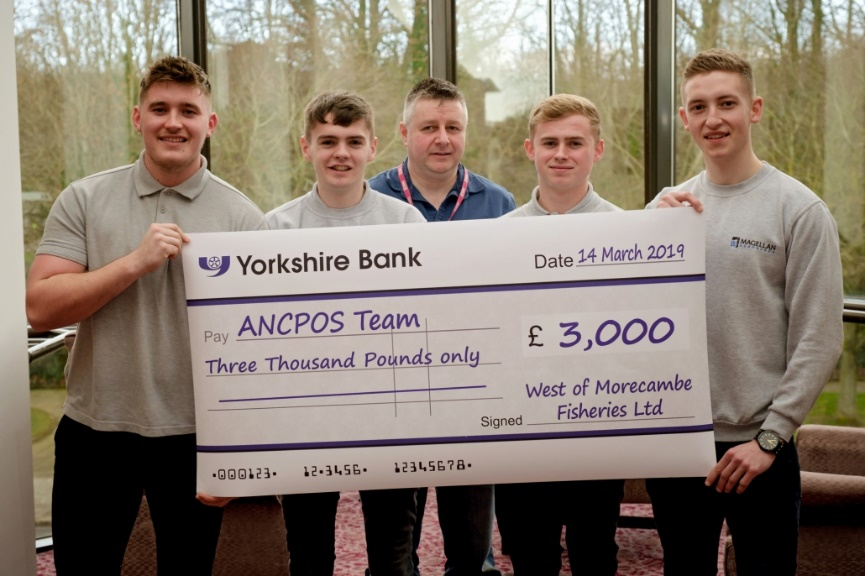 Yorkshire Bank
Date 14 March 2019
Pay ANCPOS Team
£ 3,000
Three Thousand Pounds only
West of Morecambe
Fisheries Ltd
Signed
000123 12-3456 12345678
MAGELLAN